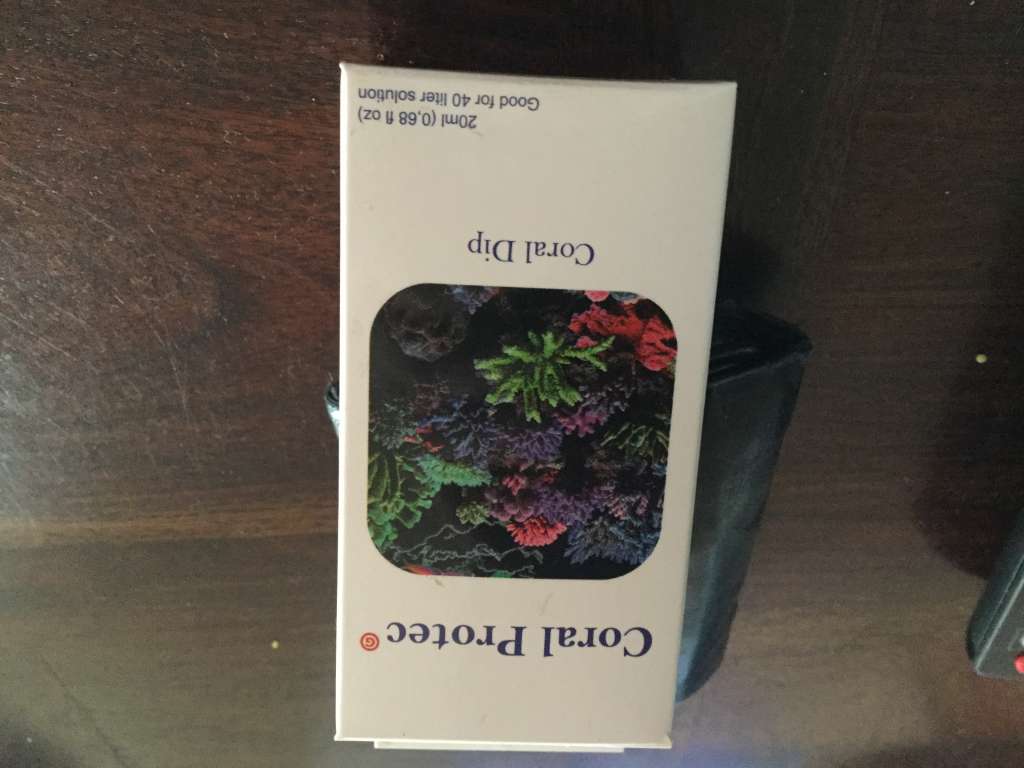 Coral Protec G
Coral Dip
20ml (0,68 fl oz)
Good for 40 liter solution